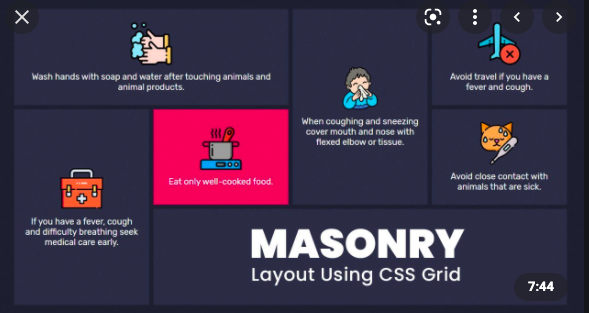 Wash hands with soap and water after touching animals and
animal products.
When coughing and sneezing
cover mouth and nose with
flexed elbow or tissue.
Avoid travel if you have a
fever and cough.
If you have a fever, cough
and difficulty breathing seek
medical care early.
Eat only well-cooked food.
Avoid close contact with
animals that are sick.
MASONRY
Layout Using CSS Grid
7:44